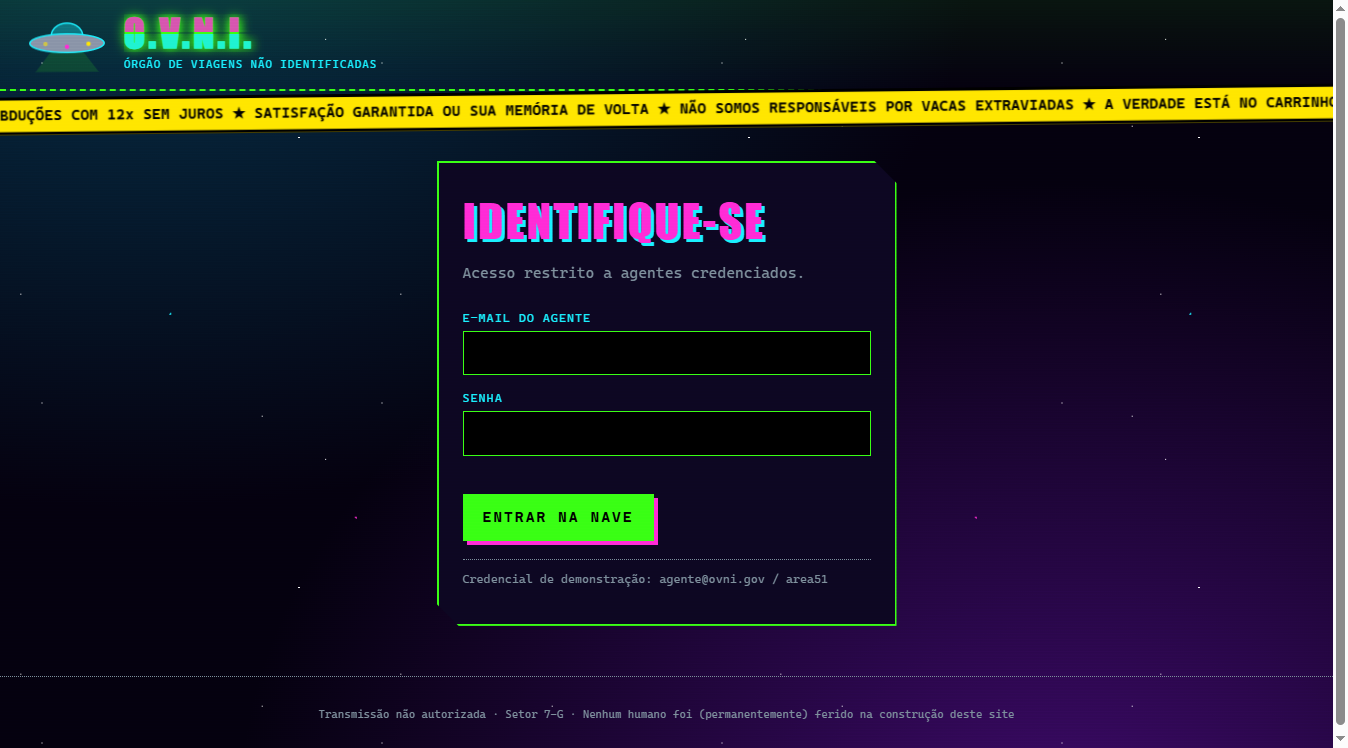 O.V.N.I.
ÓRGÃO DE VIAGENS NÃO IDENTIFICADAS
BDUÇÕES COM 12x SEM JUROS ★ SATISFAÇÃO GARANTIDA OU SUA MEMÓRIA DE VOLTA ★ NÃO SOMOS RESPONSÁVEIS POR VACAS EXTRAVIADAS ★ A VERDADE ESTÁ NO CARRINHO
IDENTIFIQUE-SE
Acesso restrito a agentes credenciados.
E-MAIL DO AGENTE
SENHA
ENTRAR NA NAVE
Credencial de demonstração: agente@ovni.gov / area51
Transmissão não autorizada · Setor 7-G · Nenhum humano foi (permanentemente) ferido na construção deste site